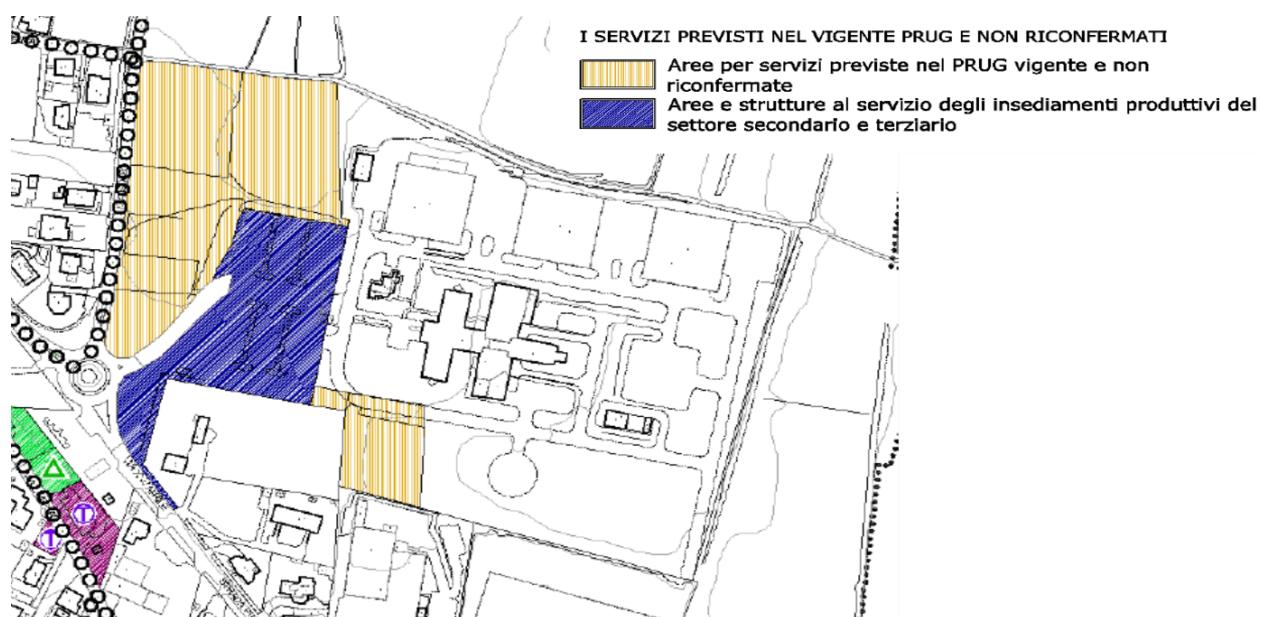 I SERVIZI PREVISTI NEL VIGENTE PRUG E NON RICONFERMATI
Aree per servizi previste nel PRUG vigente e non
riconfermate
Aree e strutture al servizio degli insediamenti produttivi del
settore secondario e terziario
T
T